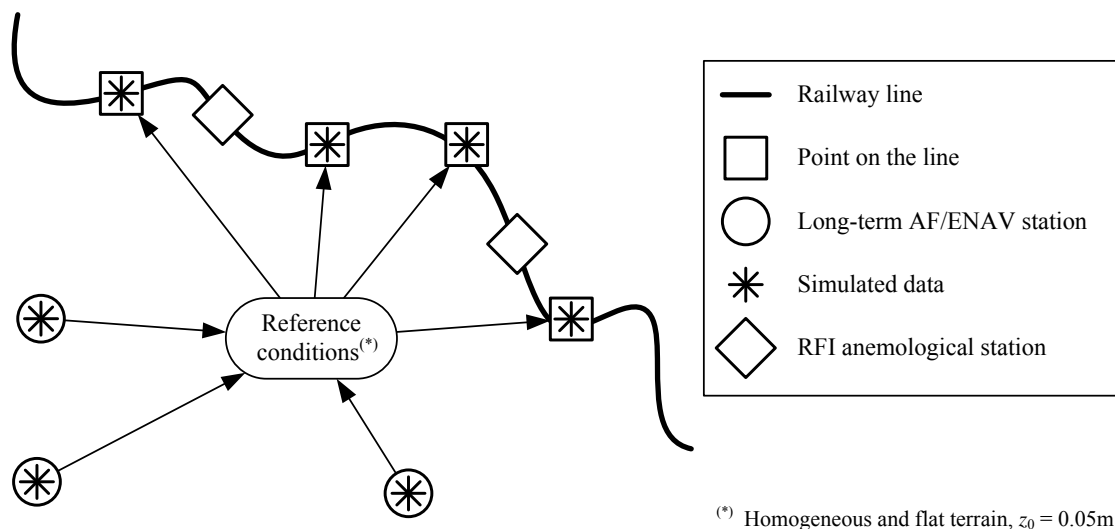 Reference
conditions(*)
Railway line
Point on the line
Long-term AF/ENAV station
Simulated data
RFI anemological station
(*) Homogeneous and flat terrain, z0 = 0.05m